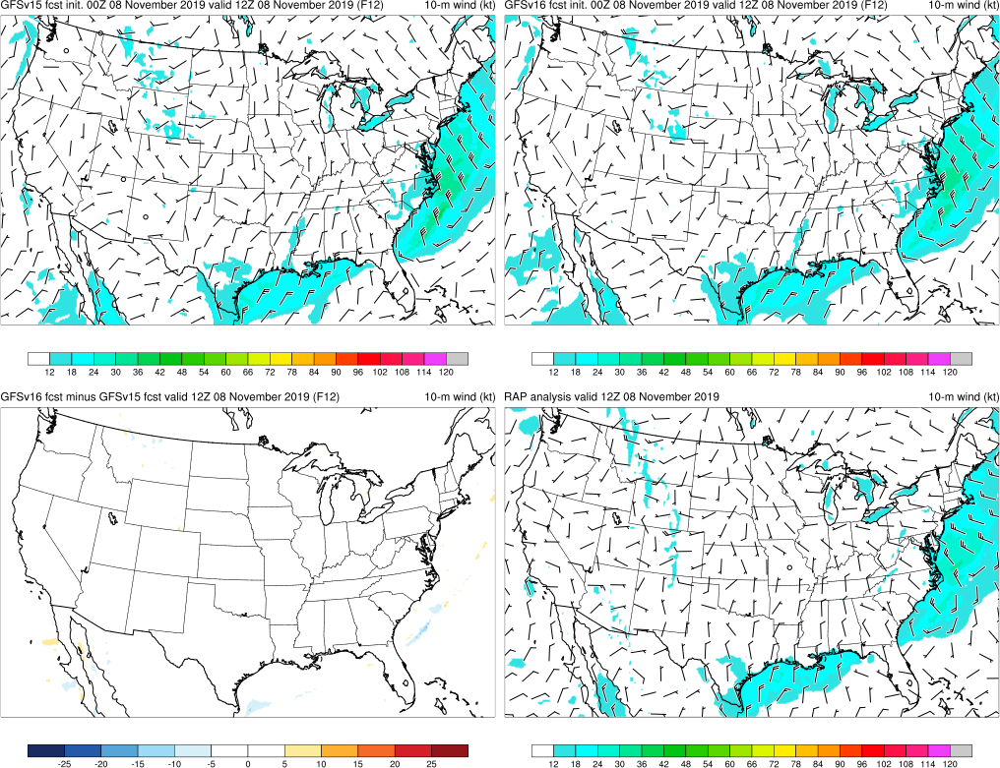 GFSv15 fcst init. 00Z 08 November 2019 valid 12Z 08 November 2019 (F12) 10-m wind (kt)
GFSv16 fcst init. 00Z 08 November 2019 valid 12Z 08 November 2019 (F12) 10-m wind (kt)
12 18 24 30 36 42 48 54 60 66 72 78 84 90 96 102 108 114 120
12 18 24 30 36 42 48 54 60 66 72 78 84 90 96 102 108 114 120
GFSv16 fcst minus GFSv15 fcst valid 12Z 08 November 2019 (F12) 10-m wind (kt)
RAP analysis valid 12Z 08 November 2019 10-m wind (kt)
-25 -20 -15 -10 -5 0 5 10 15 20 25
12 18 24 30 36 42 48 54 60 66 72 78 84 90 96 102 108 114 120